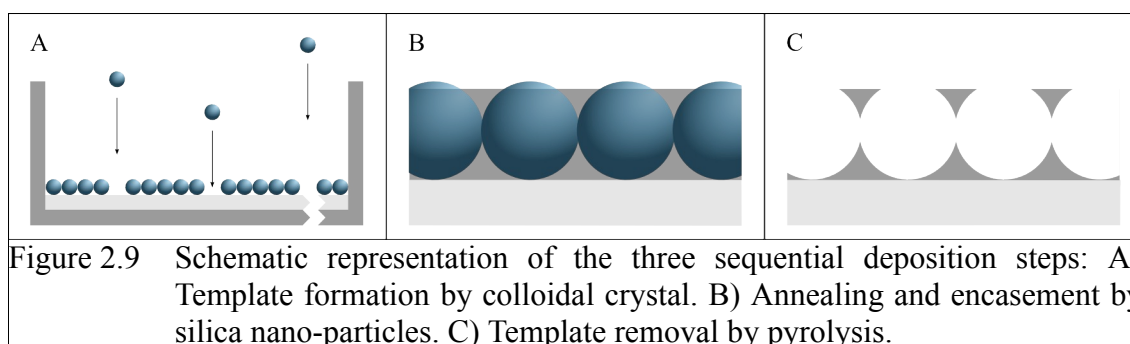 A
B
C
Figure 2.9 Schematic representation of the three sequential deposition steps: A
Template formation by colloidal crystal. B) Annealing and encasement by
silica nano-particles. C) Template removal by pyrolysis.